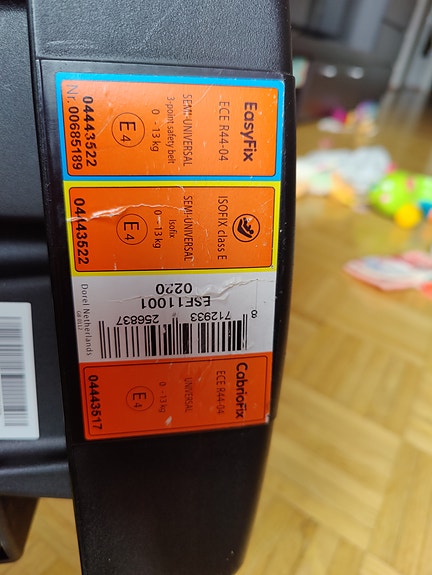 EasyFix
ECE R44-04
SEMI-UNIVERSAL
3-point safety belt
0 - 13 kg
E4
04443522
Nr. 00685189
ISOFIX class E
SEMI-UNIVERSAL
Isofix
0 - 13 kg
E4
04443522
8 712933 256837
ESF11001
0220
Dorel Netherlands
CabrioFix
ECE R44-04
UNIVERSAL
0 - 13 kg
E4
04443517